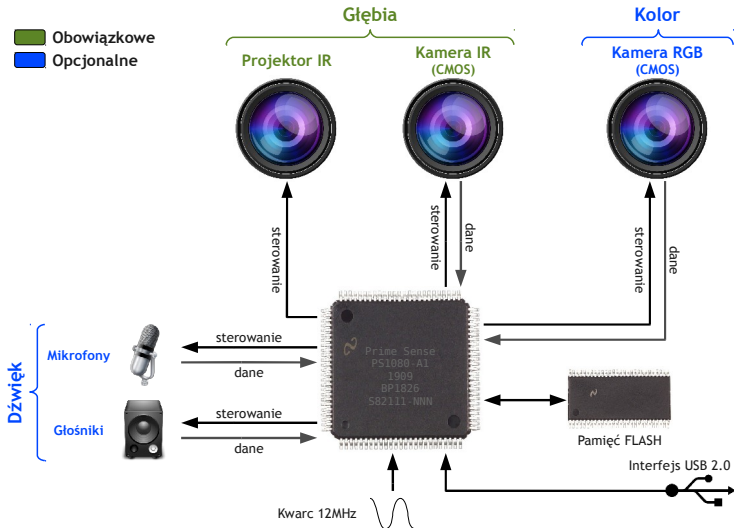 Głębia
Kolor
Obowiązkowe
Opcjonalne
Projektor IR
Kamera IR
(CMOS)
Kamera RGB
(CMOS)
sterowanie
sterowanie
dane
sterowanie
dane
Dźwięk
Mikrofony
sterowanie
dane
Głośniki
sterowanie
dane
Prime Sense
PS1080-A1
1909
BP1826
S82111-NNN
Pamięć FLASH
Interfejs USB 2.0
Kwarc 12MHz